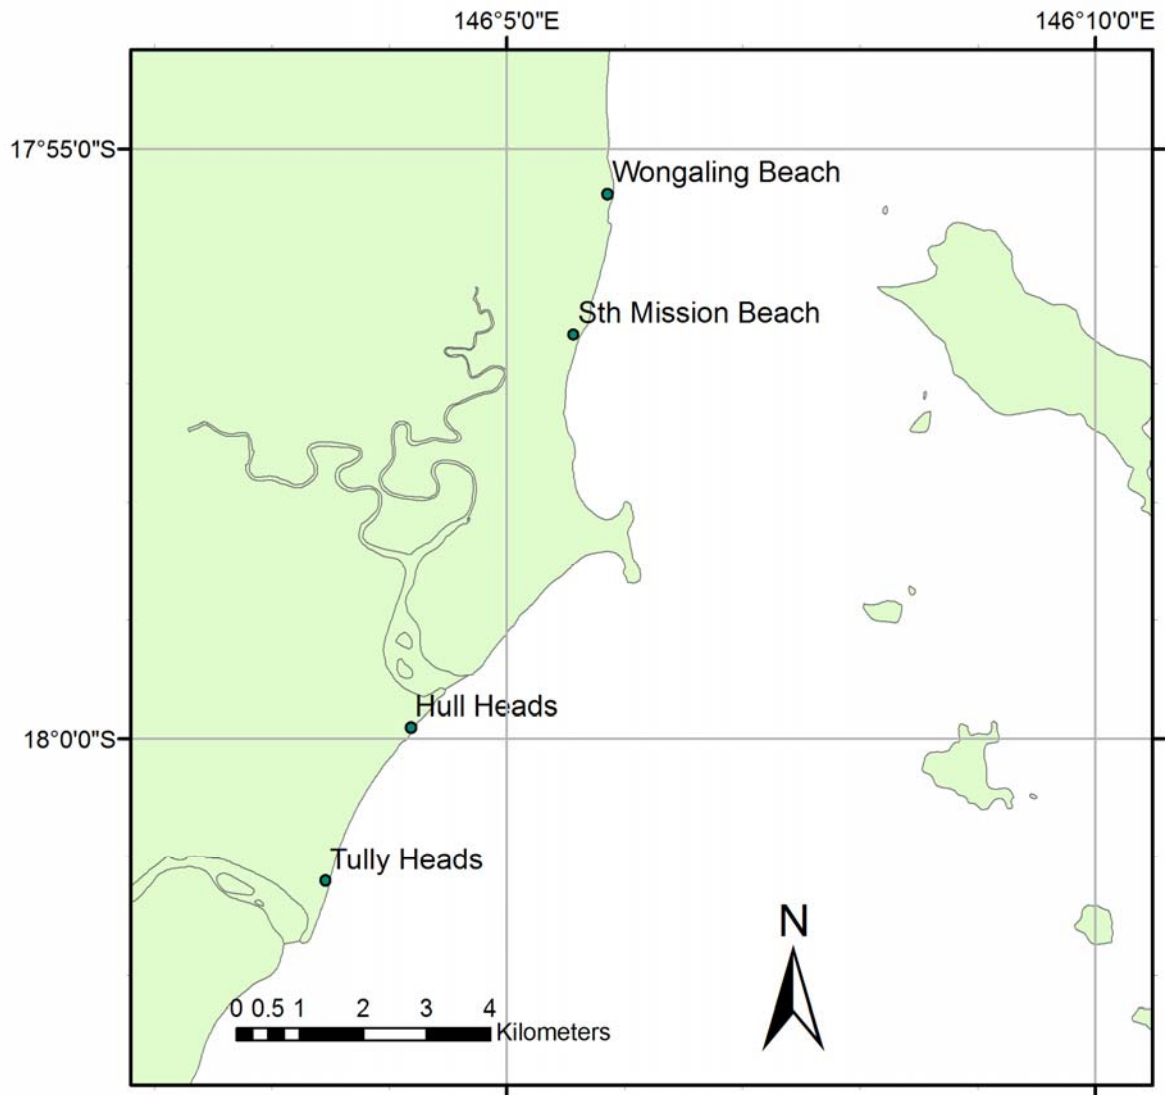 146°5'0"E
146°10'0"E
17°55'0"S
Wongaling Beach
Sth Mission Beach
Hull Heads
18°0'0"S
Tully Heads
N
0 0.5 1 2 3 4
Kilometers